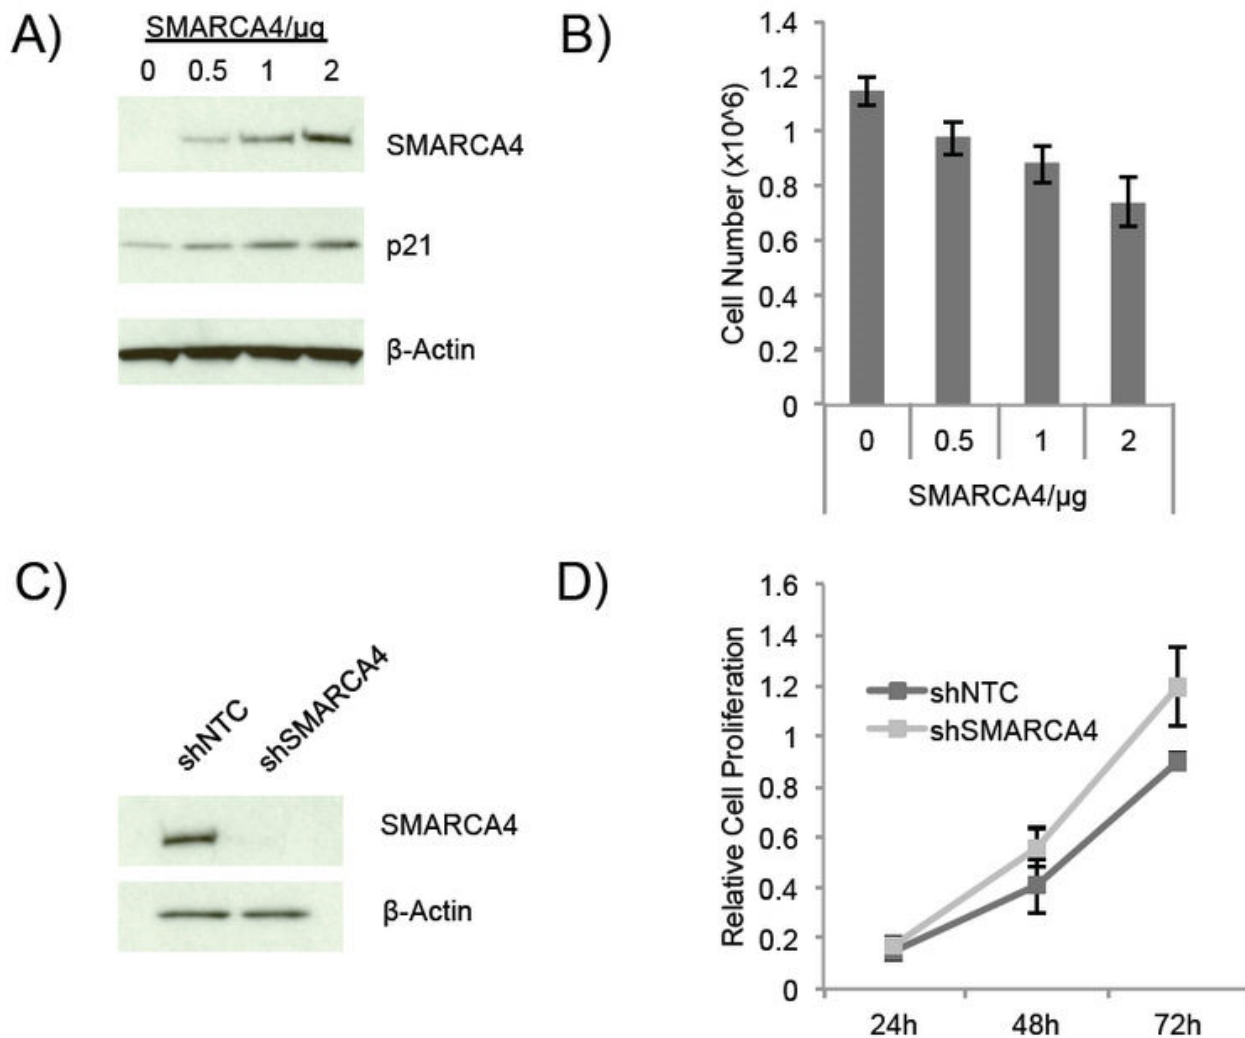 A)
SMARCA4/µg
0 0.5 1 2
SMARCA4
p21
β-Actin
B)
Cell Number (x10^6)
1.4
1.2
1
0.8
0.6
0.4
0.2
0
0 0.5 1 2
SMARCA4/µg
C)
shNTC
shSMARCA4
SMARCA4
β-Actin
D)
Relative Cell Proliferation
1.6
1.4
1.2
1
0.8
0.6
0.4
0.2
0
shNTC
shSMARCA4
24h 48h 72h